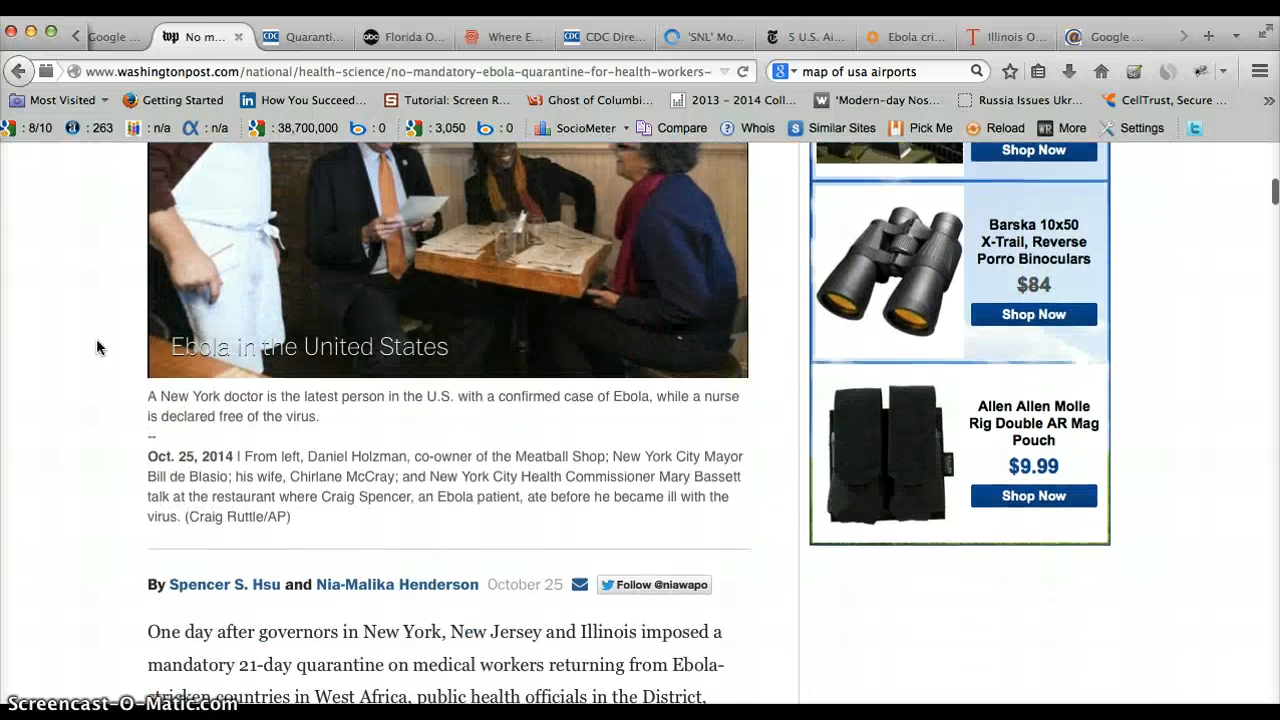 Google ...
wp No m...
CDC Quaranti...
abc Florida O...
Where E...
CDC CDC Dire...
'SNL' Mo...
5 U.S. Ai...
Ebola cri...
Illinois O...
Google ...
www.washingtonpost.com/national/health-science/no-mandatory-ebola-quarantine-for-health-workers-
map of usa airports
Most Visited
Getting Started
How You Succeed...
Tutorial: Screen R...
Ghost of Columbi...
2013 - 2014 Coll...
'Modern-day Nos...
Russia Issues Ukr...
CellTrust, Secure ...
: 8/10
: 263
: n/a
: n/a
: 38,700,000
: 0
: 3,050
: 0
SocioMeter
Compare
Whois
Similar Sites
Pick Me
Reload
More
Settings
Shop Now
Barska 10x50
X-Trail, Reverse
Porro Binoculars
$84
Shop Now
Allen Allen Molle
Rig Double AR Mag
Pouch
$9.99
Shop Now
Ebola in the United States
A New York doctor is the latest person in the U.S. with a confirmed case of Ebola, while a nurse
is declared free of the virus.
--
Oct. 25, 2014 | From left, Daniel Holzman, co-owner of the Meatball Shop; New York City Mayor
Bill de Blasio; his wife, Chirlane McCray; and New York City Health Commissioner Mary Bassett
talk at the restaurant where Craig Spencer, an Ebola patient, ate before he became ill with the
virus. (Craig Ruttle/AP)
By Spencer S. Hsu and Nia-Malika Henderson October 25 Follow @niawapo
One day after governors in New York, New Jersey and Illinois imposed a
mandatory 21-day quarantine on medical workers returning from Ebola-
stricken countries in West Africa, public health officials in the District,
Screencast-O-Matic.com